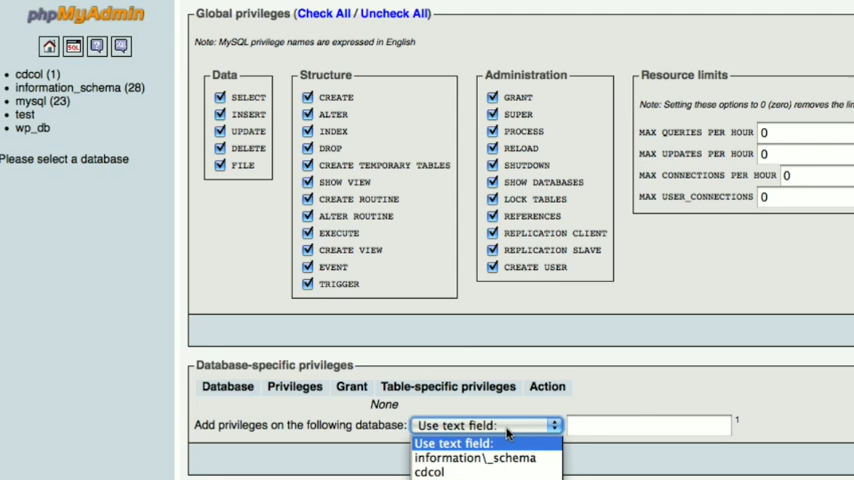 phpMyAdmin
SQL
cdcol (1)
information_schema (28)
mysql (23)
test
wp_db
Please select a database
Global privileges (Check All / Uncheck All)
Note: MySQL privilege names are expressed in English
Data
SELECT
INSERT
UPDATE
DELETE
FILE
Structure
CREATE
ALTER
INDEX
DROP
CREATE TEMPORARY TABLES
SHOW VIEW
CREATE ROUTINE
ALTER ROUTINE
EXECUTE
CREATE VIEW
EVENT
TRIGGER
Administration
GRANT
SUPER
PROCESS
RELOAD
SHUTDOWN
SHOW DATABASES
LOCK TABLES
REFERENCES
REPLICATION CLIENT
REPLICATION SLAVE
CREATE USER
Resource limits
Note: Setting these options to 0 (zero) removes the lim
MAX QUERIES PER HOUR 0
MAX UPDATES PER HOUR 0
MAX CONNECTIONS PER HOUR 0
MAX USER_CONNECTIONS 0
Database-specific privileges
Database Privileges Grant Table-specific privileges Action
None
Add privileges on the following database: Use text field: 1
Use text field:
information\_schema
cdcol